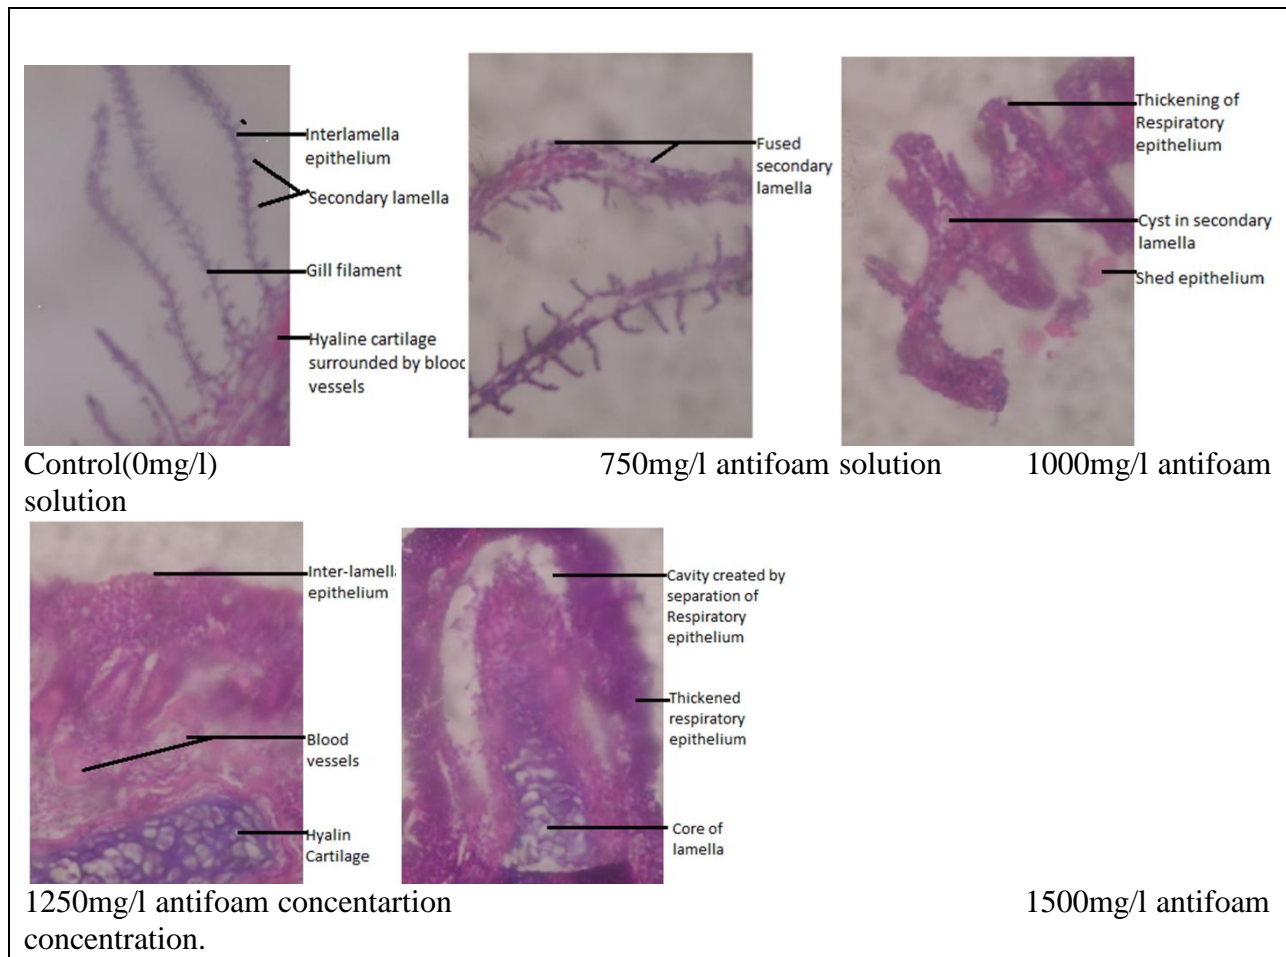 Interlamella
epithelium
Secondary lamella
Gill filament
Hyaline cartilage
surrounded by blood
vessels
Fused
secondary
lamella
Thickening of
Respiratory
epithelium
Cyst in secondary
lamella
Shed epithelium
Control(0mg/l) 750mg/l antifoam solution 1000mg/l antifoam
solution
Inter-lamell
epithelium
Blood
vessels
Hyalin
Cartilage
Cavity created by
separation of
Respiratory
epithelium
Thickened
respiratory
epithelium
Core of
lamella
1250mg/l antifoam concentartion 1500mg/l antifoam
concentration.